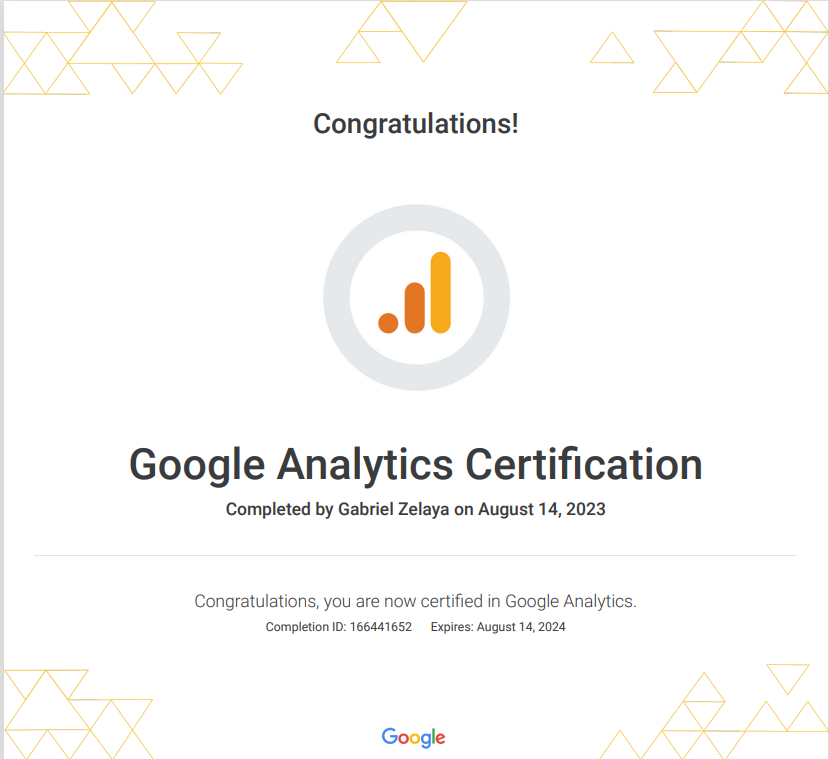 Congratulations!
Google Analytics Certification
Completed by Gabriel Zelaya on August 14, 2023
Congratulations, you are now certified in Google Analytics.
Completion ID: 166441652 Expires: August 14, 2024
Google